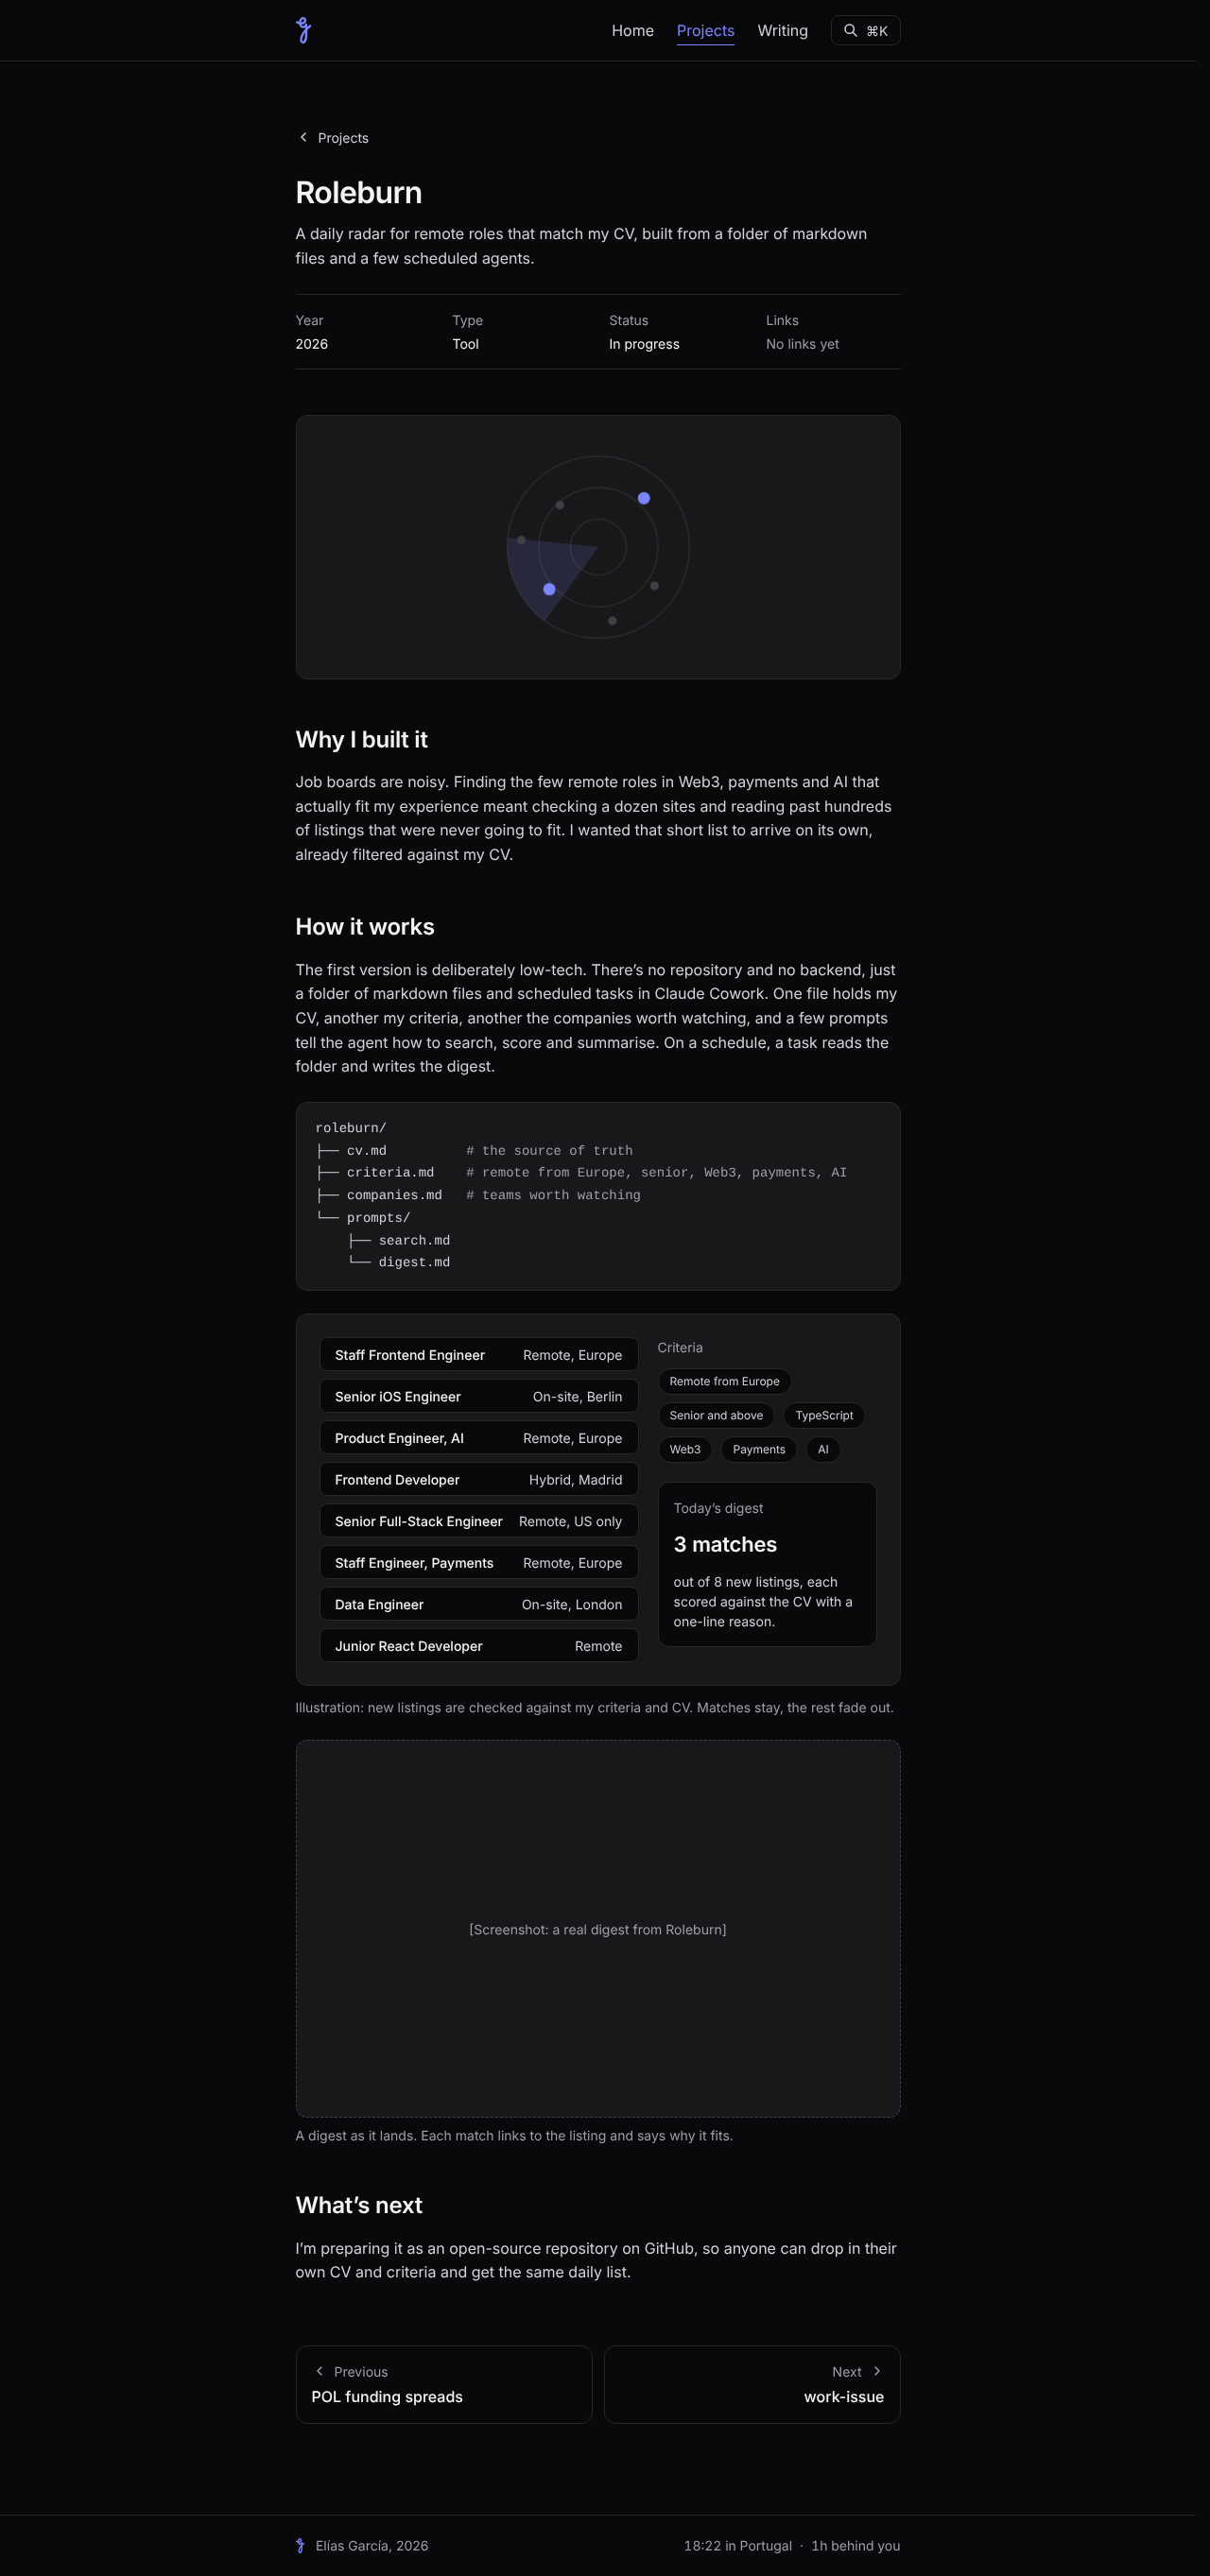 Home Projects Writing ⌘K
Projects
Roleburn
A daily radar for remote roles that match my CV, built from a folder of markdown
files and a few scheduled agents.
Year Type Status Links
2026 Tool In progress No links yet
Why I built it
Job boards are noisy. Finding the few remote roles in Web3, payments and AI that
actually fit my experience meant checking a dozen sites and reading past hundreds
of listings that were never going to fit. I wanted that short list to arrive on its own,
already filtered against my CV.
How it works
The first version is deliberately low-tech. There’s no repository and no backend, just
a folder of markdown files and scheduled tasks in Claude Cowork. One file holds my
CV, another my criteria, another the companies worth watching, and a few prompts
tell the agent how to search, score and summarise. On a schedule, a task reads the
folder and writes the digest.
roleburn/
├── cv.md          # the source of truth
├── criteria.md    # remote from Europe, senior, Web3, payments, AI
├── companies.md   # teams worth watching
└── prompts/
    ├── search.md
    └── digest.md
Staff Frontend Engineer Remote, Europe
Senior iOS Engineer On-site, Berlin
Product Engineer, AI Remote, Europe
Frontend Developer Hybrid, Madrid
Senior Full-Stack Engineer Remote, US only
Staff Engineer, Payments Remote, Europe
Data Engineer On-site, London
Junior React Developer Remote
Criteria
Remote from Europe
Senior and above TypeScript
Web3 Payments AI
Today’s digest
3 matches
out of 8 new listings, each
scored against the CV with a
one-line reason.
Illustration: new listings are checked against my criteria and CV. Matches stay, the rest fade out.
[Screenshot: a real digest from Roleburn]
A digest as it lands. Each match links to the listing and says why it fits.
What’s next
I’m preparing it as an open-source repository on GitHub, so anyone can drop in their
own CV and criteria and get the same daily list.
Previous
POL funding spreads
Next
work-issue
Elías García, 2026 18:22 in Portugal · 1h behind you